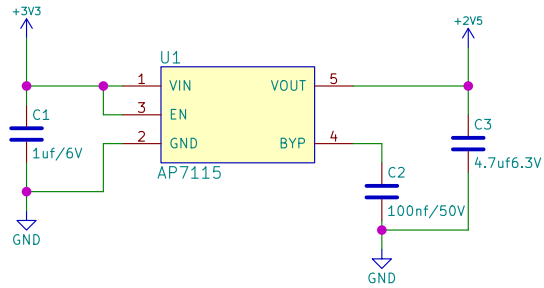 +3V3
+2V5
U1
1 VIN VOUT 5
C1
3 EN
C3
1uf/6V
2 GND BYP 4
4.7uf6.3V
AP7115
C2
100nf/50V
GND
GND